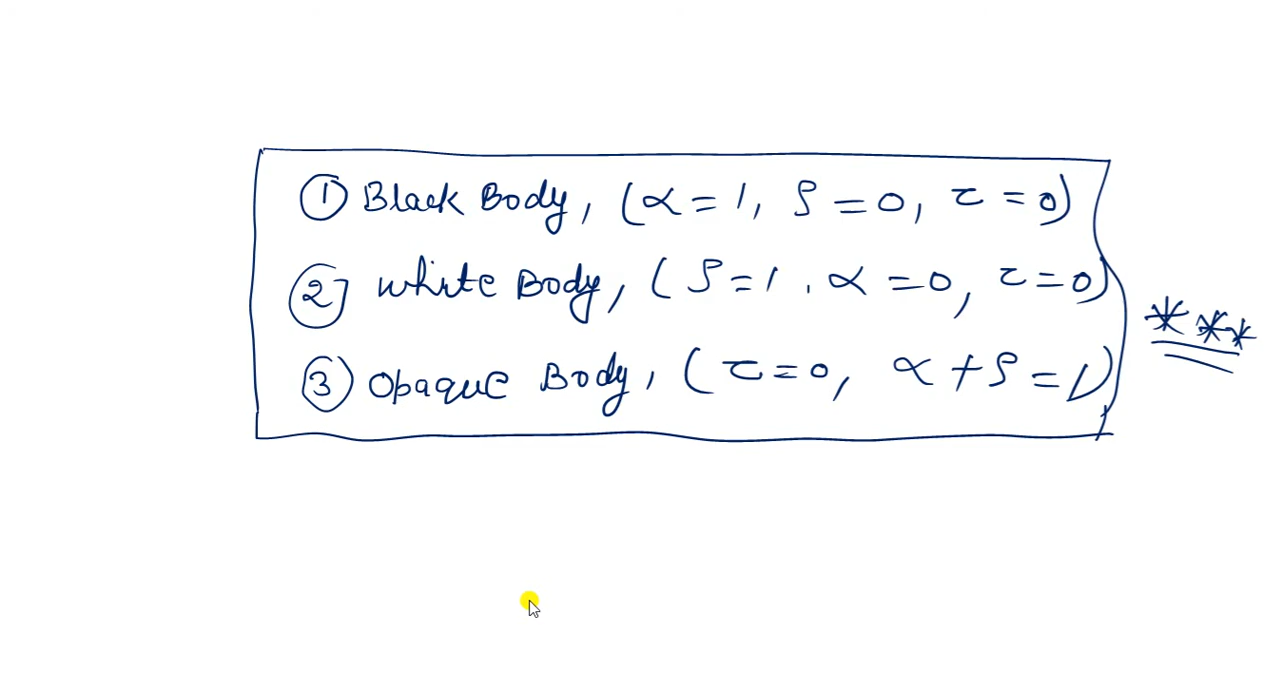 ① Black Body, (α = 1, ρ = 0, τ = 0)
② white Body, (ρ = 1, α = 0, τ = 0)
③ Opaque Body, (τ = 0, α + ρ = 1)
***